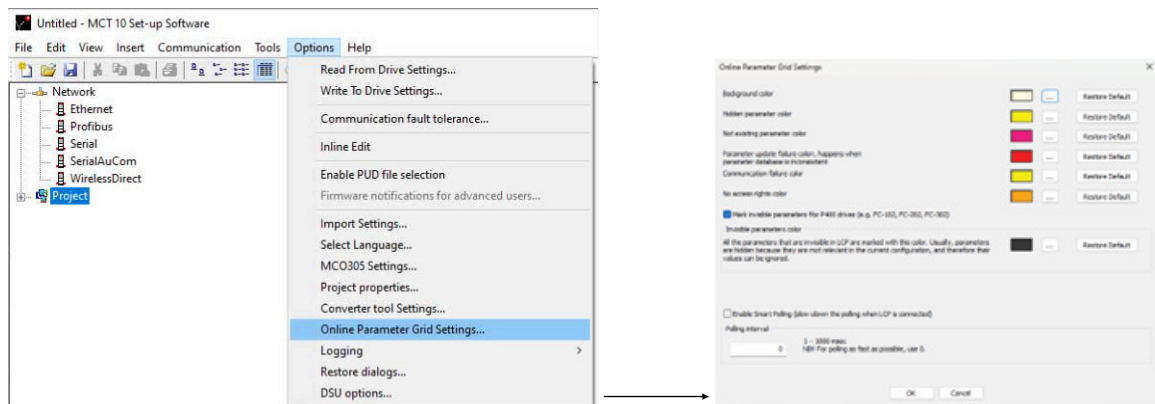 Untitled - MCT 10 Set-up Software
File Edit View Insert Communication Tools Options Help
Network
Ethernet
Profibus
Serial
SerialAuCom
WirelessDirect
Project
Read From Drive Settings...
Write To Drive Settings...
Communication fault tolerance...
Inline Edit
Enable PUD file selection
Firmware notifications for advanced users...
Import Settings...
Select Language...
MCO305 Settings...
Project properties...
Converter tool Settings...
Online Parameter Grid Settings...
Logging
Restore dialogs...
DSU options...
Online Parameter Grid Settings
Background color ... Restore Default
Hidden parameter color ... Restore Default
Not existing parameter color ... Restore Default
Parameter update failure color, happens when
parameter database is inconsistent ... Restore Default
Communication failure color ... Restore Default
No access rights color ... Restore Default
Mark invisible parameters for P400 drives (e.g. FC-102, FC-202, FC-302)
Invisible parameters color
All the parameters that are invisible in LCP are marked with this color. Usually, parameters
are hidden because they are not relevant in the current configuration, and therefore their
values can be ignored. ... Restore Default
Enable Smart Polling (slow down the polling when LCP is connected)
Polling interval
0
1 - 1000 msec
NB! For polling as fast as possible, use 0.
OK Cancel